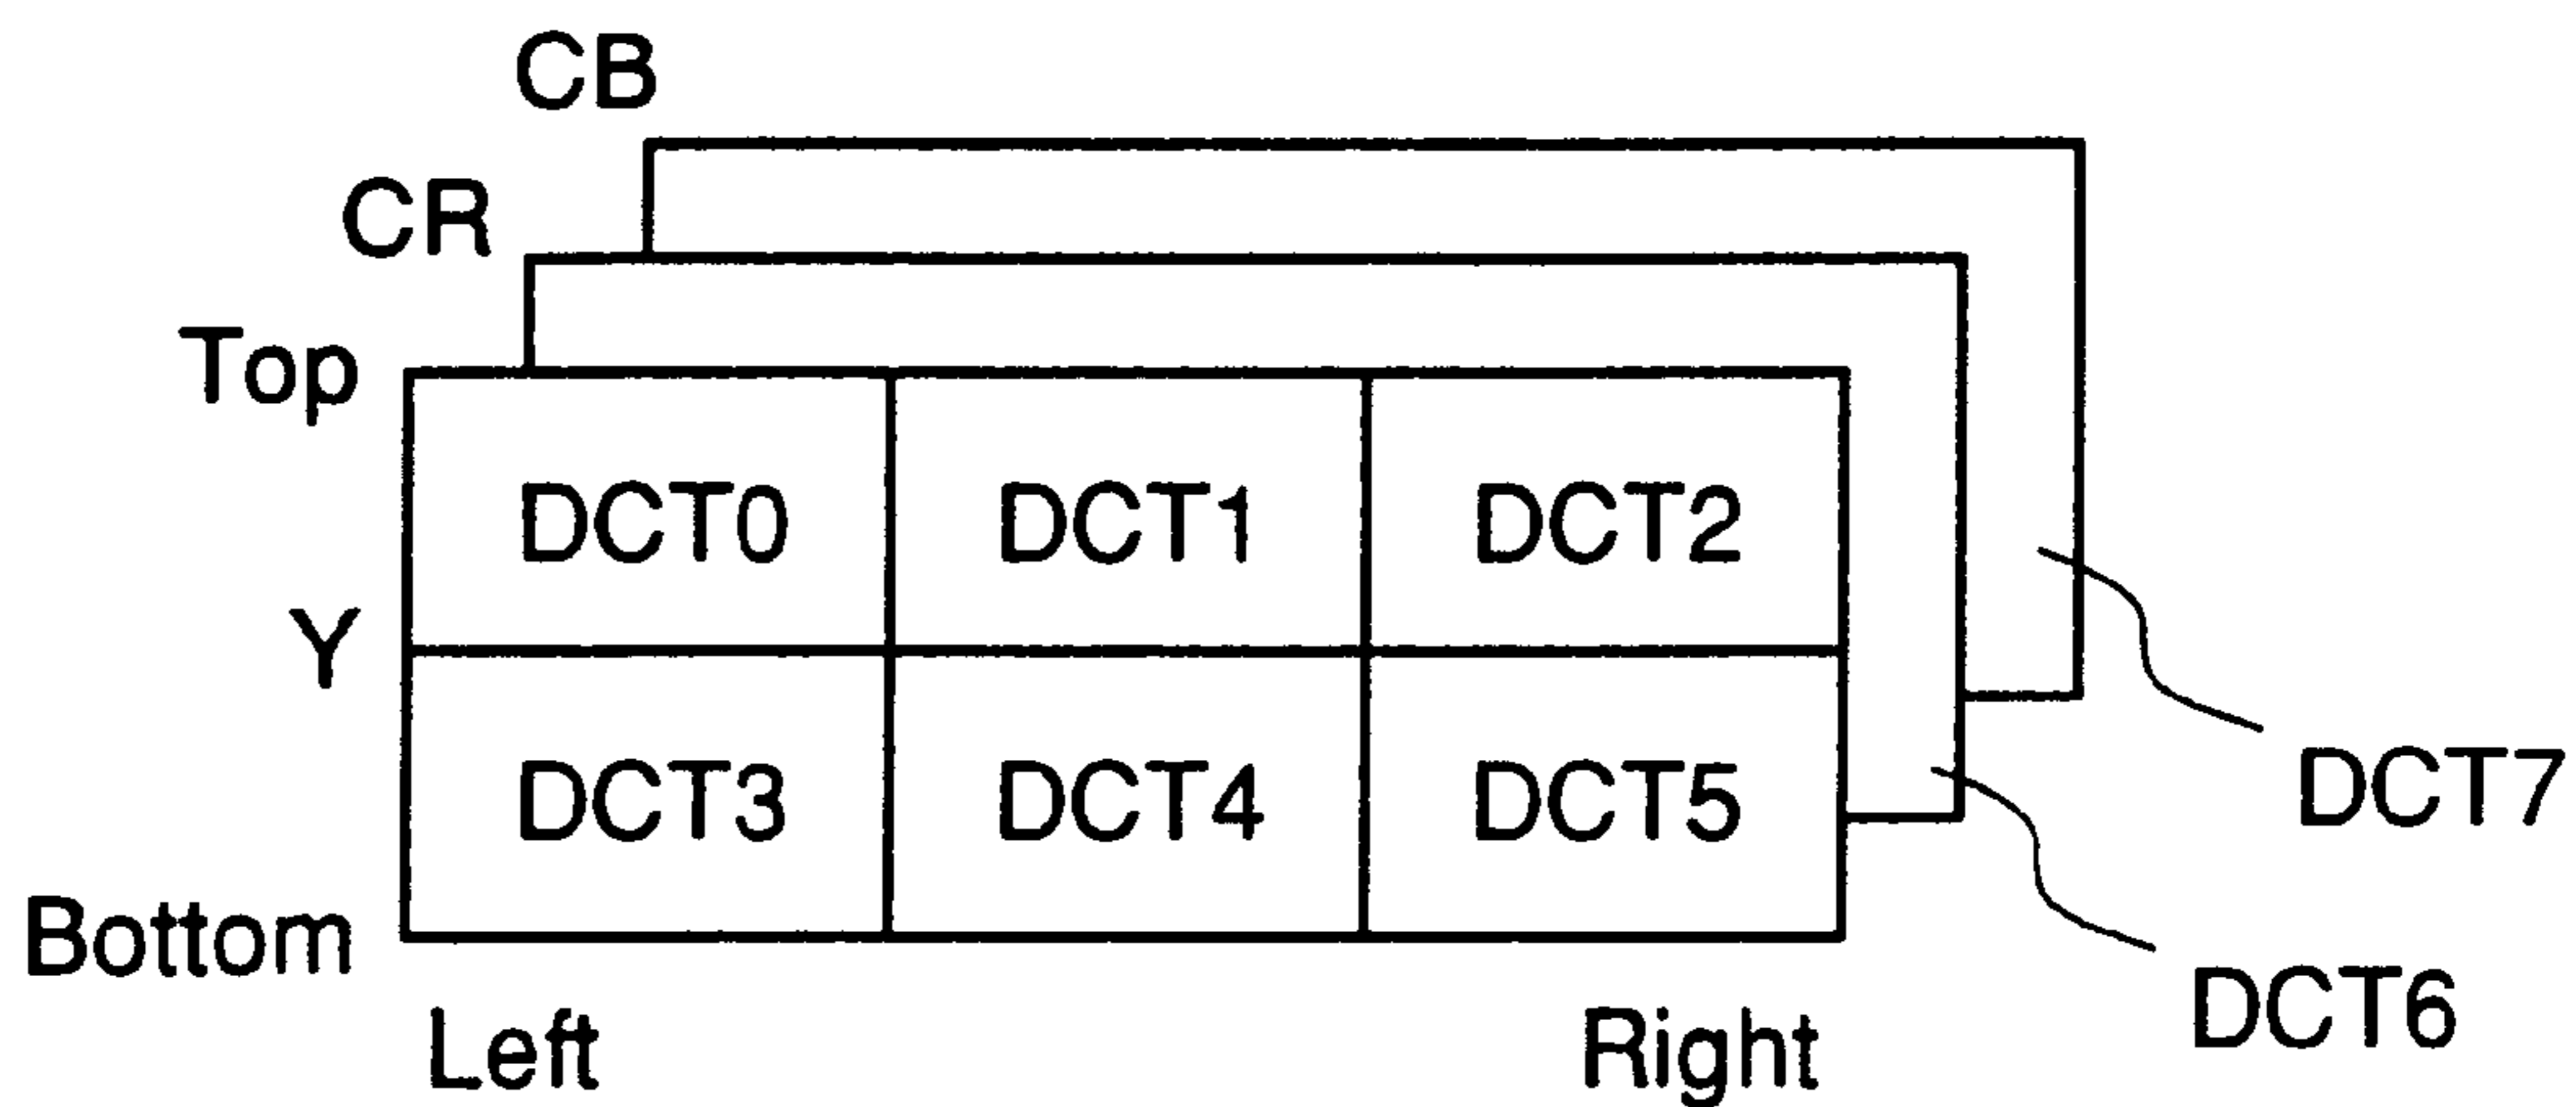 CB
CR
Top
DCT0 DCT1 DCT2
Y
DCT3 DCT4 DCT5
DCT7
Bottom
DCT6
Left Right